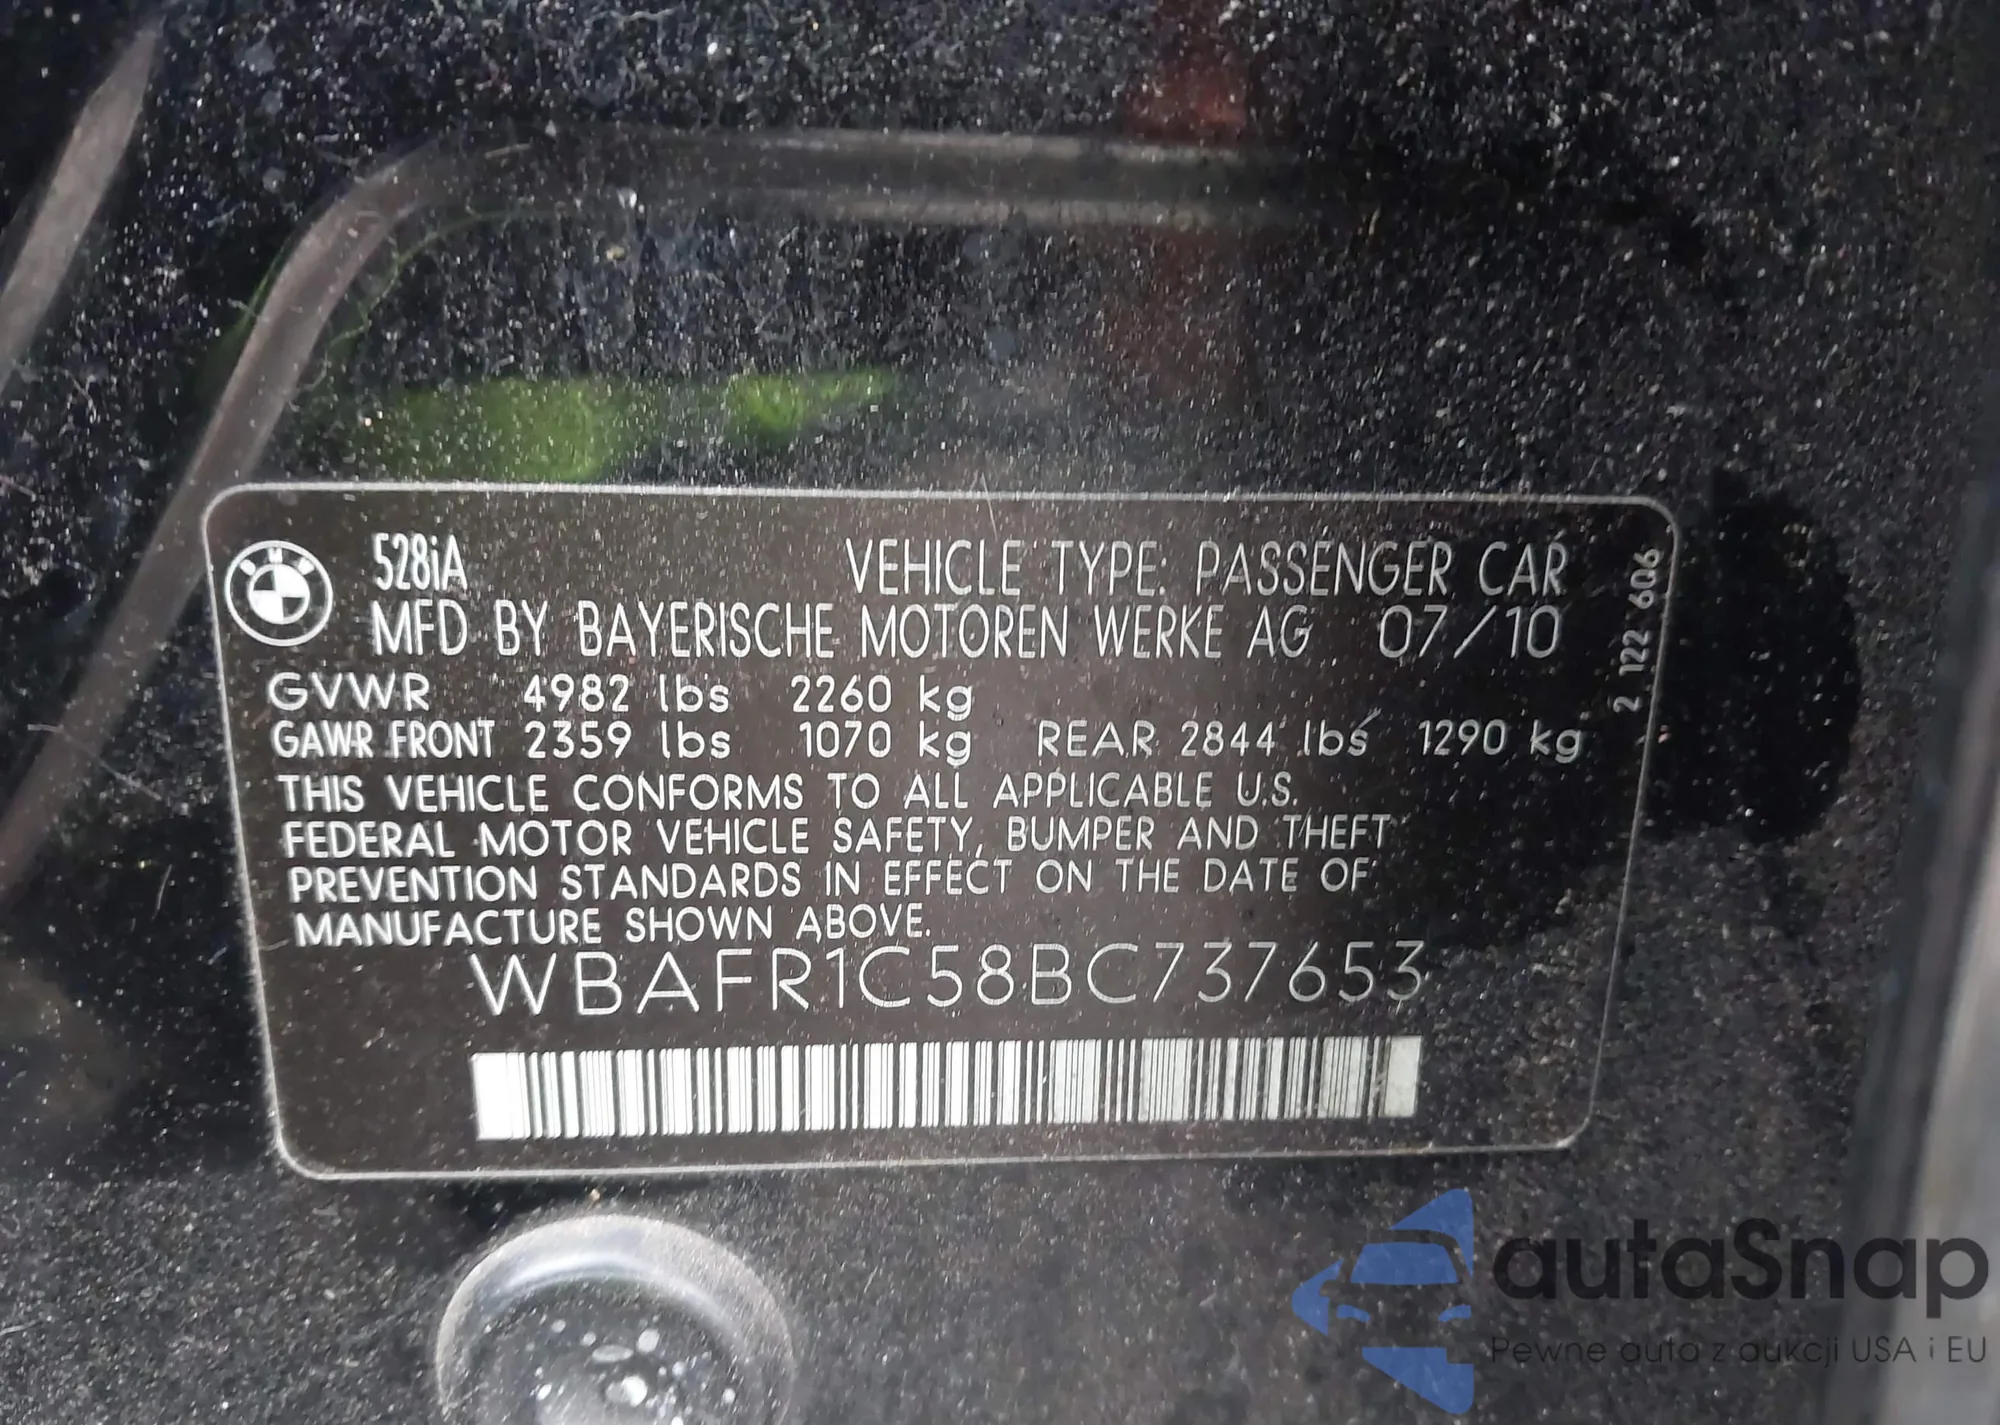 528iA VEHICLE TYPE: PASSENGER CAR
MFD BY BAYERISCHE MOTOREN WERKE AG 07/10
GVWR 4982 lbs 2260 kg
GAWR FRONT 2359 lbs 1070 kg REAR 2844 lbs 1290 kg
THIS VEHICLE CONFORMS TO ALL APPLICABLE U.S.
FEDERAL MOTOR VEHICLE SAFETY, BUMPER AND THEFT
PREVENTION STANDARDS IN EFFECT ON THE DATE OF
MANUFACTURE SHOWN ABOVE.
WBAFR1C58BC737653
2 122 606
BMW
autaSnap
Pewne auta z aukcji USA i EU